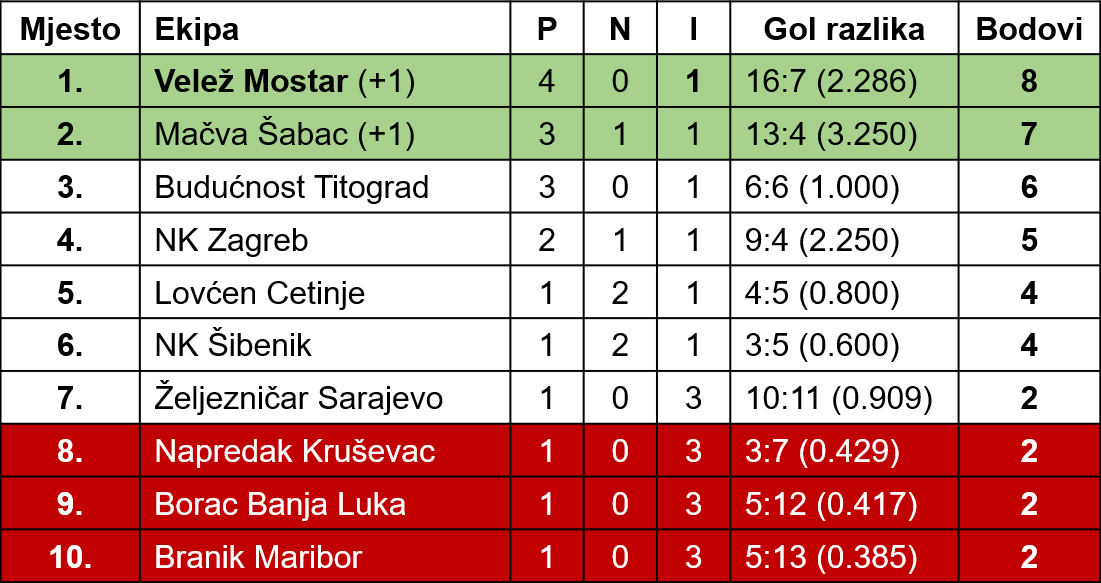 Mjesto Ekipa P N I Gol razlika Bodovi
1. Velež Mostar (+1) 4 0 1 16:7 (2.286) 8
2. Mačva Šabac (+1) 3 1 1 13:4 (3.250) 7
3. Budućnost Titograd 3 0 1 6:6 (1.000) 6
4. NK Zagreb 2 1 1 9:4 (2.250) 5
5. Lovćen Cetinje 1 2 1 4:5 (0.800) 4
6. NK Šibenik 1 2 1 3:5 (0.600) 4
7. Željezničar Sarajevo 1 0 3 10:11 (0.909) 2
8. Napredak Kruševac 1 0 3 3:7 (0.429) 2
9. Borac Banja Luka 1 0 3 5:12 (0.417) 2
10. Branik Maribor 1 0 3 5:13 (0.385) 2